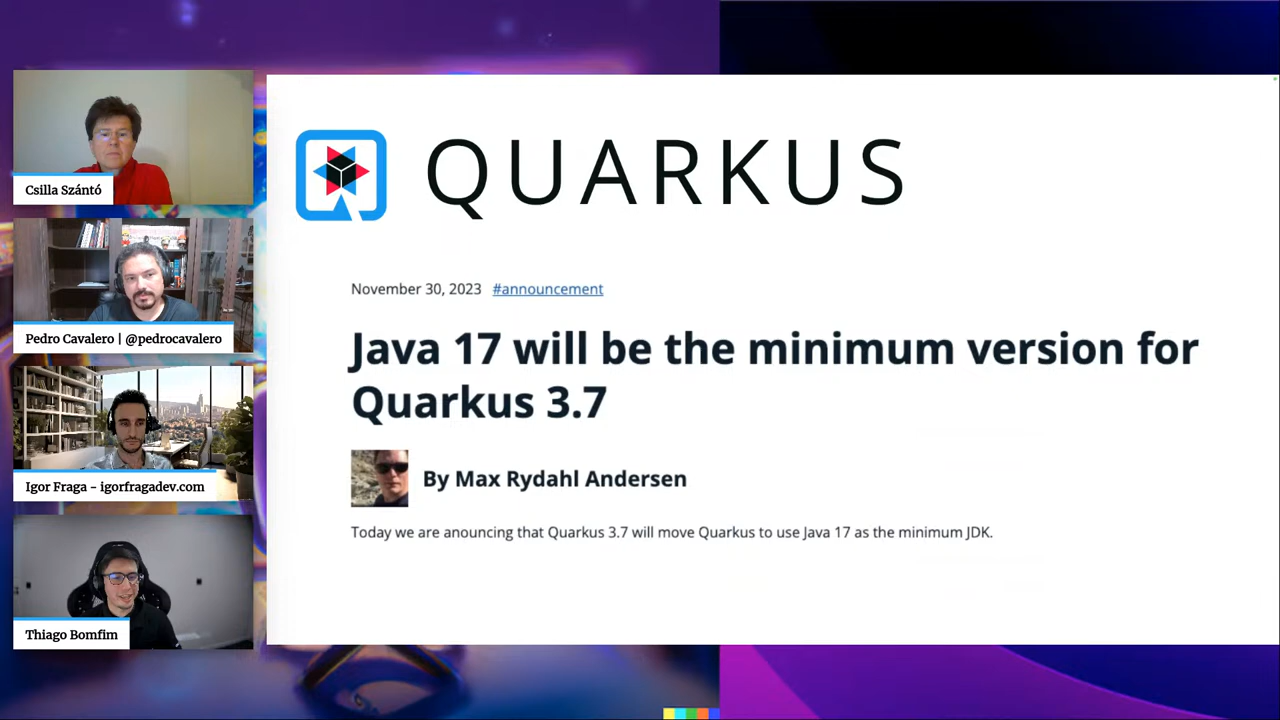 Csilla Szántó
Pedro Cavalero | @pedrocavalero
Igor Fraga - igorfragadev.com
Thiago Bomfim
QUARKUS
November 30, 2023 #announcement
Java 17 will be the minimum version for
Quarkus 3.7
By Max Rydahl Andersen
Today we are anouncing that Quarkus 3.7 will move Quarkus to use Java 17 as the minimum JDK.